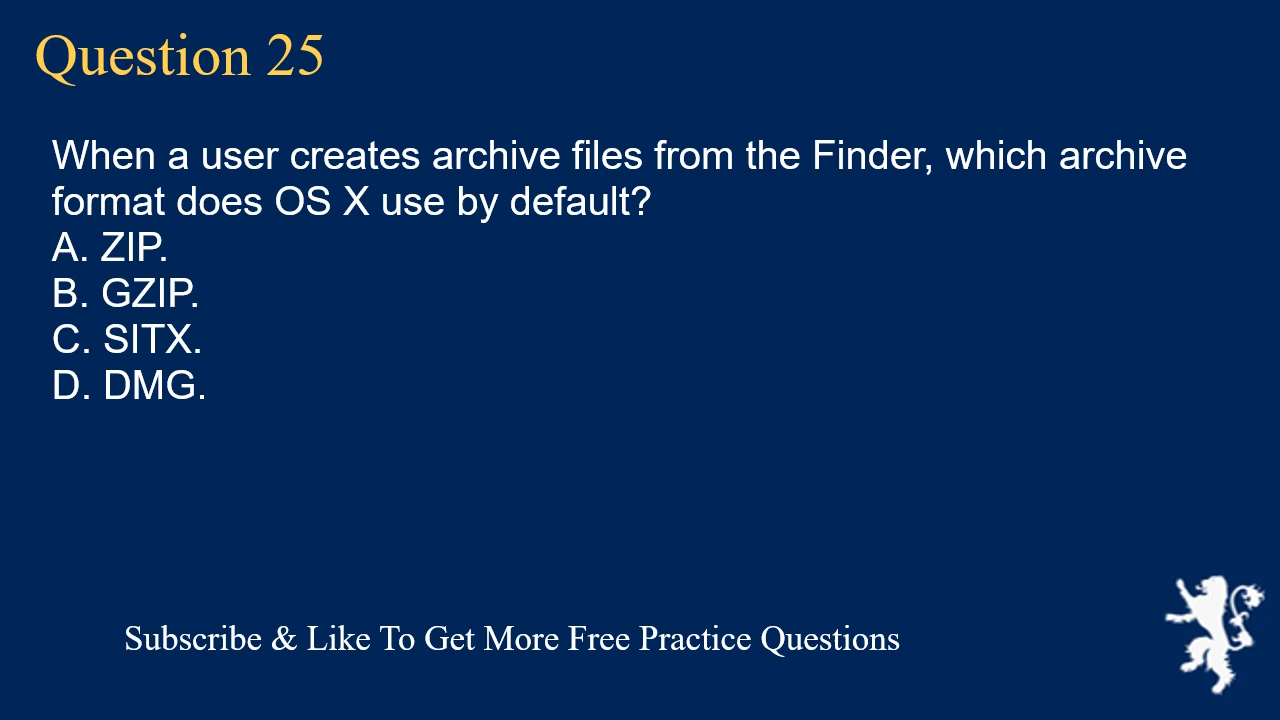 Question 25
When a user creates archive files from the Finder, which archive
format does OS X use by default?
A. ZIP.
B. GZIP.
C. SITX.
D. DMG.
Subscribe & Like To Get More Free Practice Questions